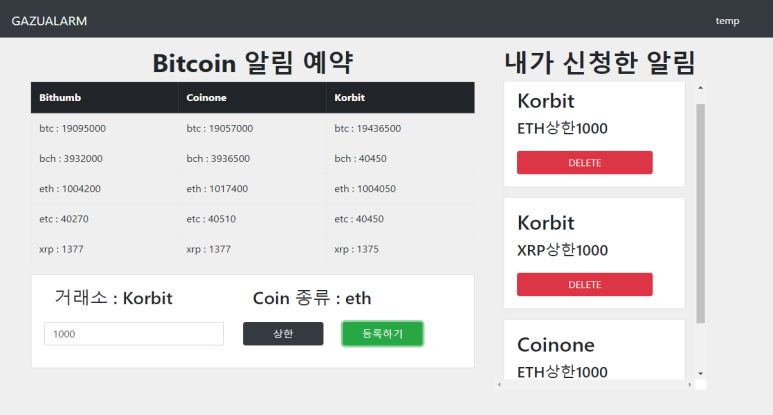 GAZUALARM temp
Bitcoin 알림 예약
Bithumb Coinone Korbit
btc : 19095000 btc : 19057000 btc : 19436500
bch : 3932000 bch : 3936500 bch : 40450
eth : 1004200 eth : 1017400 eth : 1004050
etc : 40270 etc : 40510 etc : 40450
xrp : 1377 xrp : 1377 xrp : 1375
거래소 : Korbit Coin 종류 : eth
1000 상한 등록하기
내가 신청한 알림
Korbit
ETH상한1000
DELETE
Korbit
XRP상한1000
DELETE
Coinone
ETH상한1000